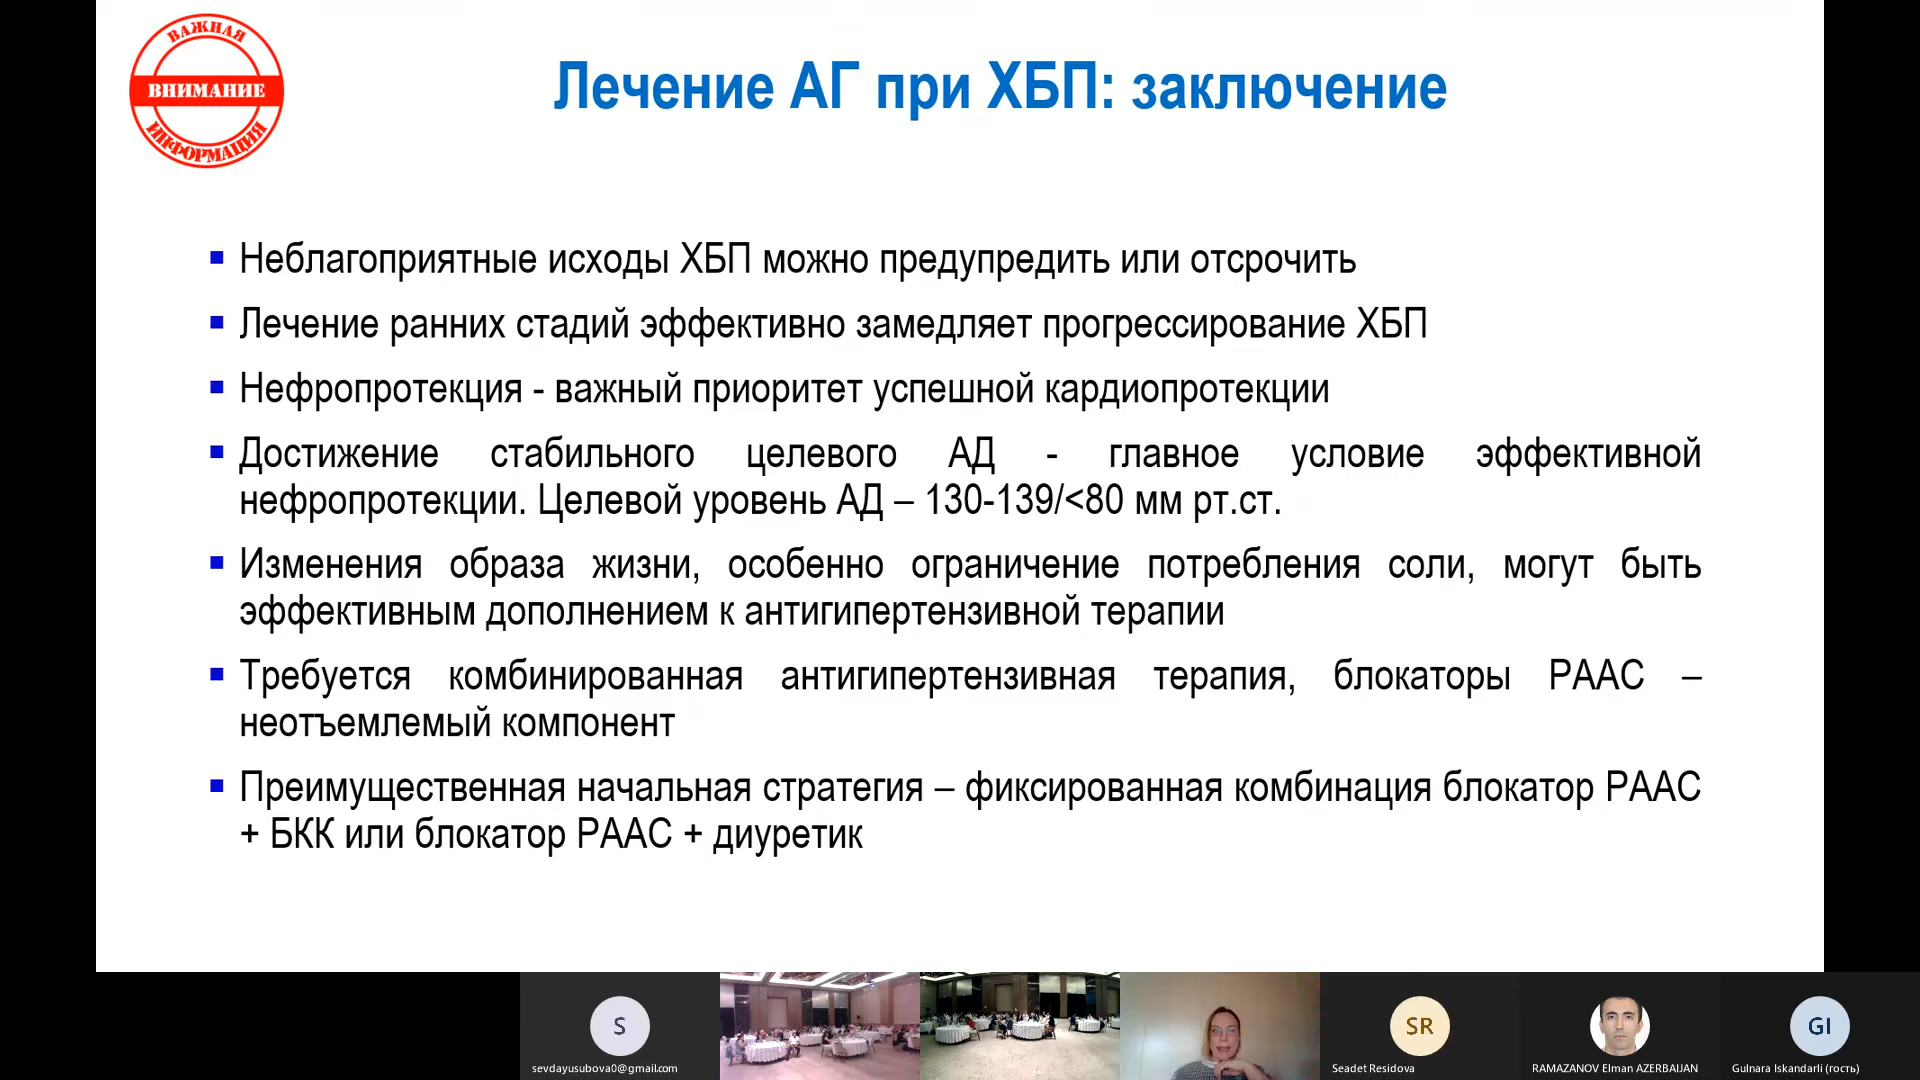 ВАЖНАЯ
ВНИМАНИЕ
ИНФОРМАЦИЯ
Лечение АГ при ХБП: заключение
Неблагоприятные исходы ХБП можно предупредить или отсрочить
Лечение ранних стадий эффективно замедляет прогрессирование ХБП
Нефропротекция - важный приоритет успешной кардиопротекции
Достижение стабильного целевого АД - главное условие эффективной
нефропротекции. Целевой уровень АД – 130-139/<80 мм рт.ст.
Изменения образа жизни, особенно ограничение потребления соли, могут быть
эффективным дополнением к антигипертензивной терапии
Требуется комбинированная антигипертензивная терапия, блокаторы РААС –
неотъемлемый компонент
Преимущественная начальная стратегия – фиксированная комбинация блокатор РААС
+ БКК или блокатор РААС + диуретик
S
SR
GI
sevdayusubova0@gmail.com
Seadet Residova
RAMAZANOV Elman AZERBAIJAN
Gulnara Iskandarli (гость)